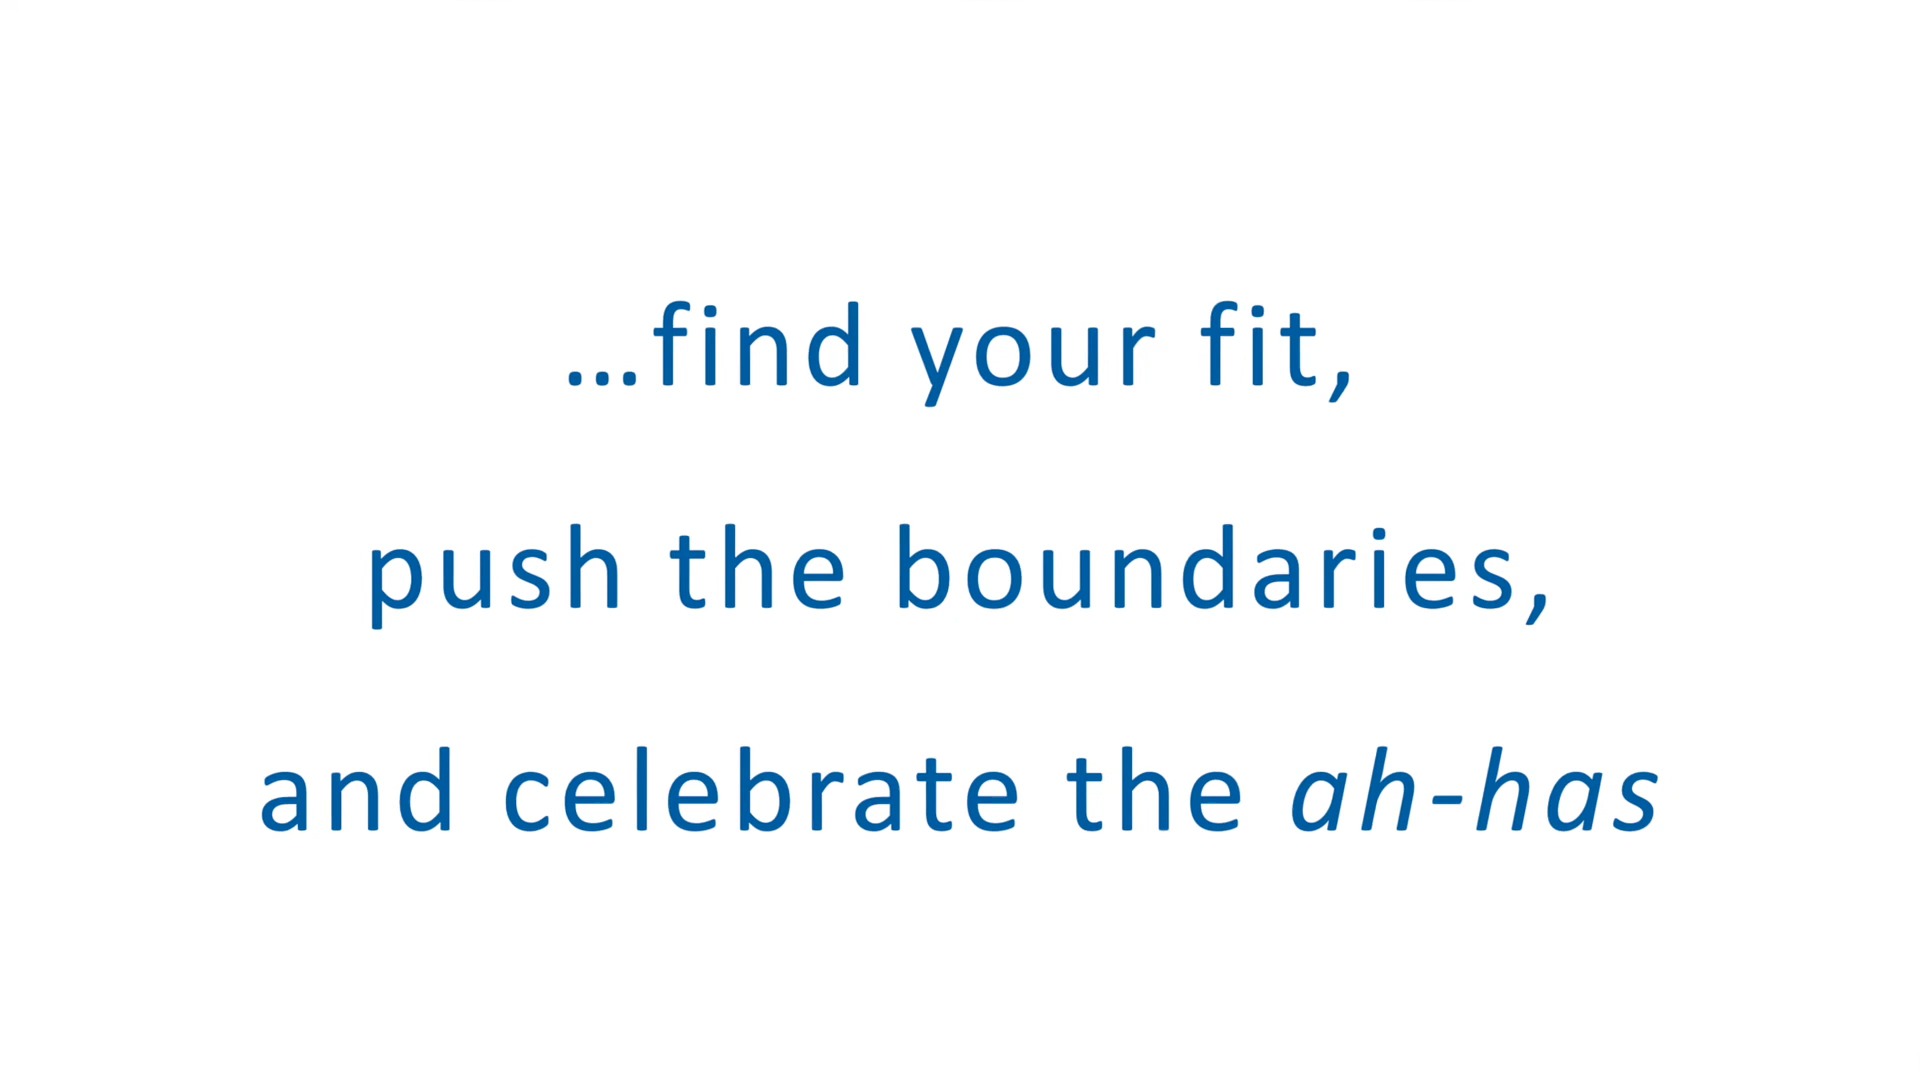 …find your fit,
push the boundaries,
and celebrate the ah-has